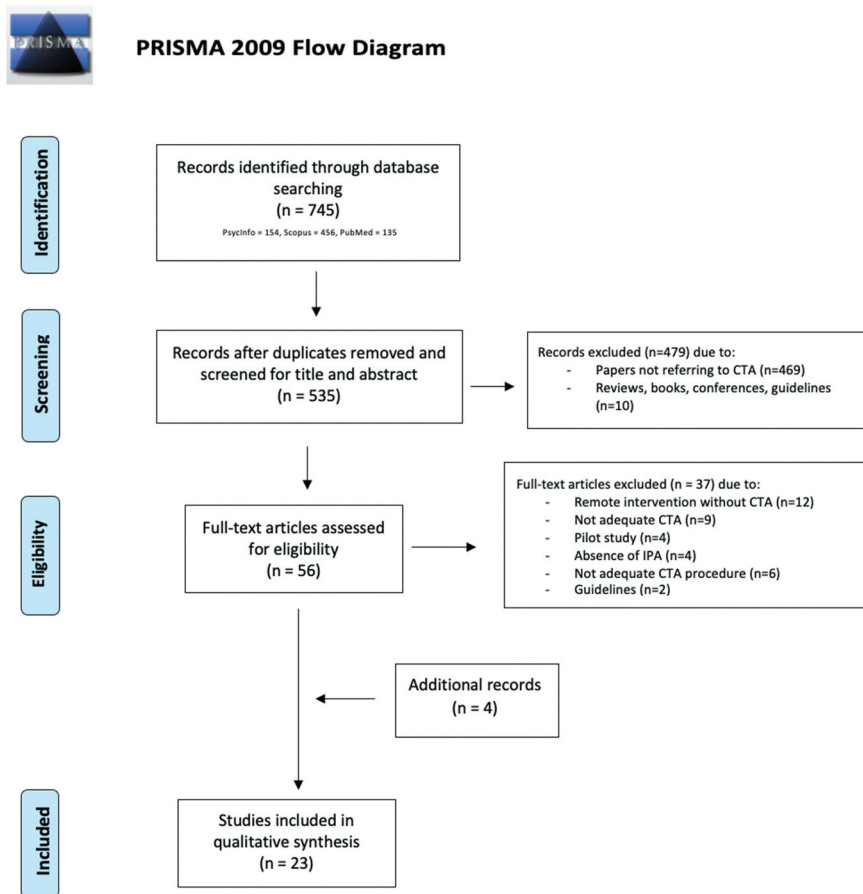 PRISMA
PRISMA 2009 Flow Diagram
Identification
Records identified through database
searching
(n = 745)
PsycInfo = 154, Scopus = 456, PubMed = 135
Screening
Records after duplicates removed and
screened for title and abstract
(n = 535)
Records excluded (n=479) due to:
- Papers not referring to CTA (n=469)
- Reviews, books, conferences, guidelines
(n=10)
Eligibility
Full-text articles assessed
for eligibility
(n = 56)
Full-text articles excluded (n = 37) due to:
- Remote intervention without CTA (n=12)
- Not adequate CTA (n=9)
- Pilot study (n=4)
- Absence of IPA (n=4)
- Not adequate CTA procedure (n=6)
- Guidelines (n=2)
Additional records
(n = 4)
Included
Studies included in
qualitative synthesis
(n = 23)